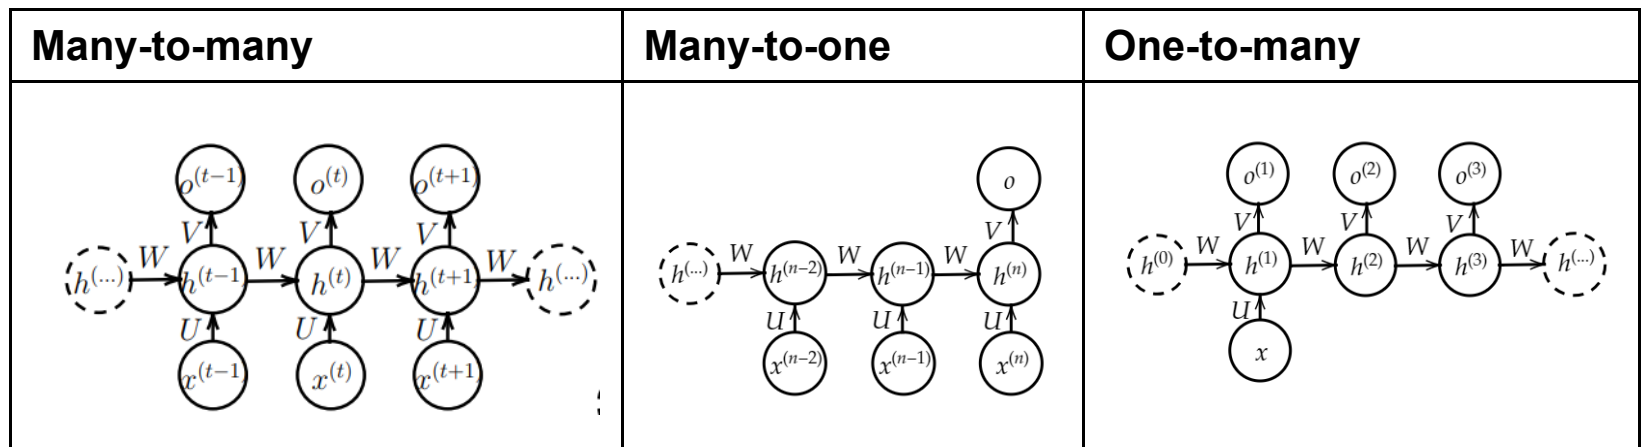 Many-to-many Many-to-one One-to-many
o^(t−1) o^(t) o^(t+1)
V V V
h^(...) W h^(t−1) W h^(t) W h^(t+1) W h^(...)
U U U
x^(t−1) x^(t) x^(t+1)
o
V
h^(...) W h^(n−2) W h^(n−1) W h^(n)
U U U
x^(n−2) x^(n−1) x^(n)
o^(1) o^(2) o^(3)
V V V
h^(0) W h^(1) W h^(2) W h^(3) W h^(...)
U
x